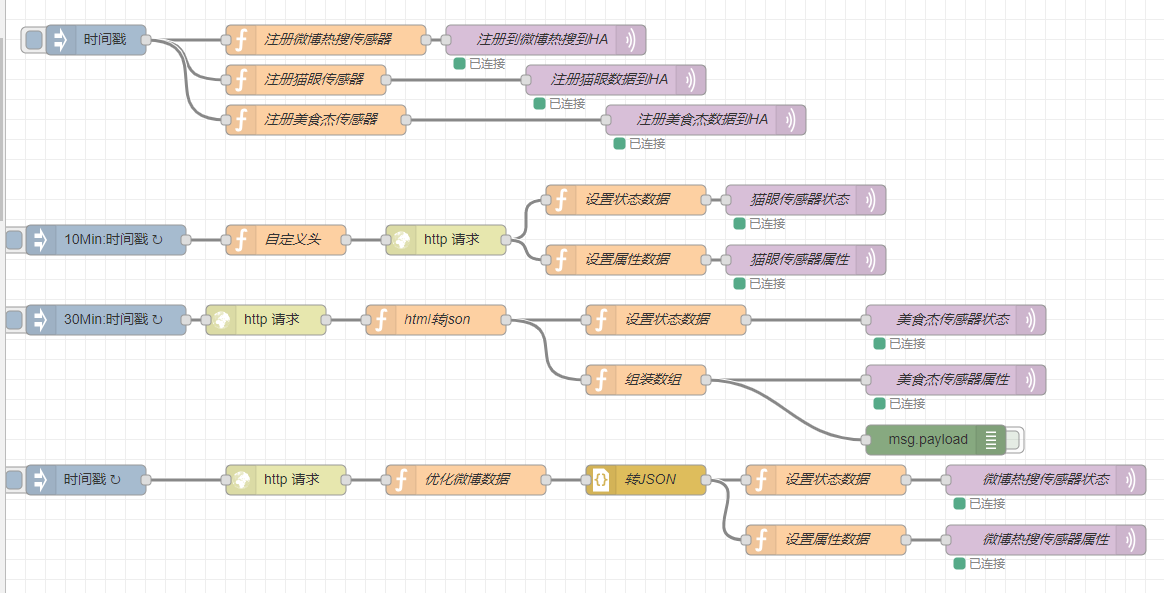 时间戳
注册微博热搜传感器
注册到微博热搜到HA
已连接
注册猫眼传感器
注册猫眼数据到HA
已连接
注册美食杰传感器
注册美食杰数据到HA
已连接
设置状态数据
猫眼传感器状态
已连接
10Min:时间戳 ↻
自定义头
http 请求
设置属性数据
猫眼传感器属性
已连接
30Min:时间戳 ↻
http 请求
html转json
设置状态数据
美食杰传感器状态
已连接
组装数组
美食杰传感器属性
已连接
msg.payload
时间戳 ↻
http 请求
优化微博数据
转JSON
设置状态数据
微博热搜传感器状态
已连接
设置属性数据
微博热搜传感器属性
已连接